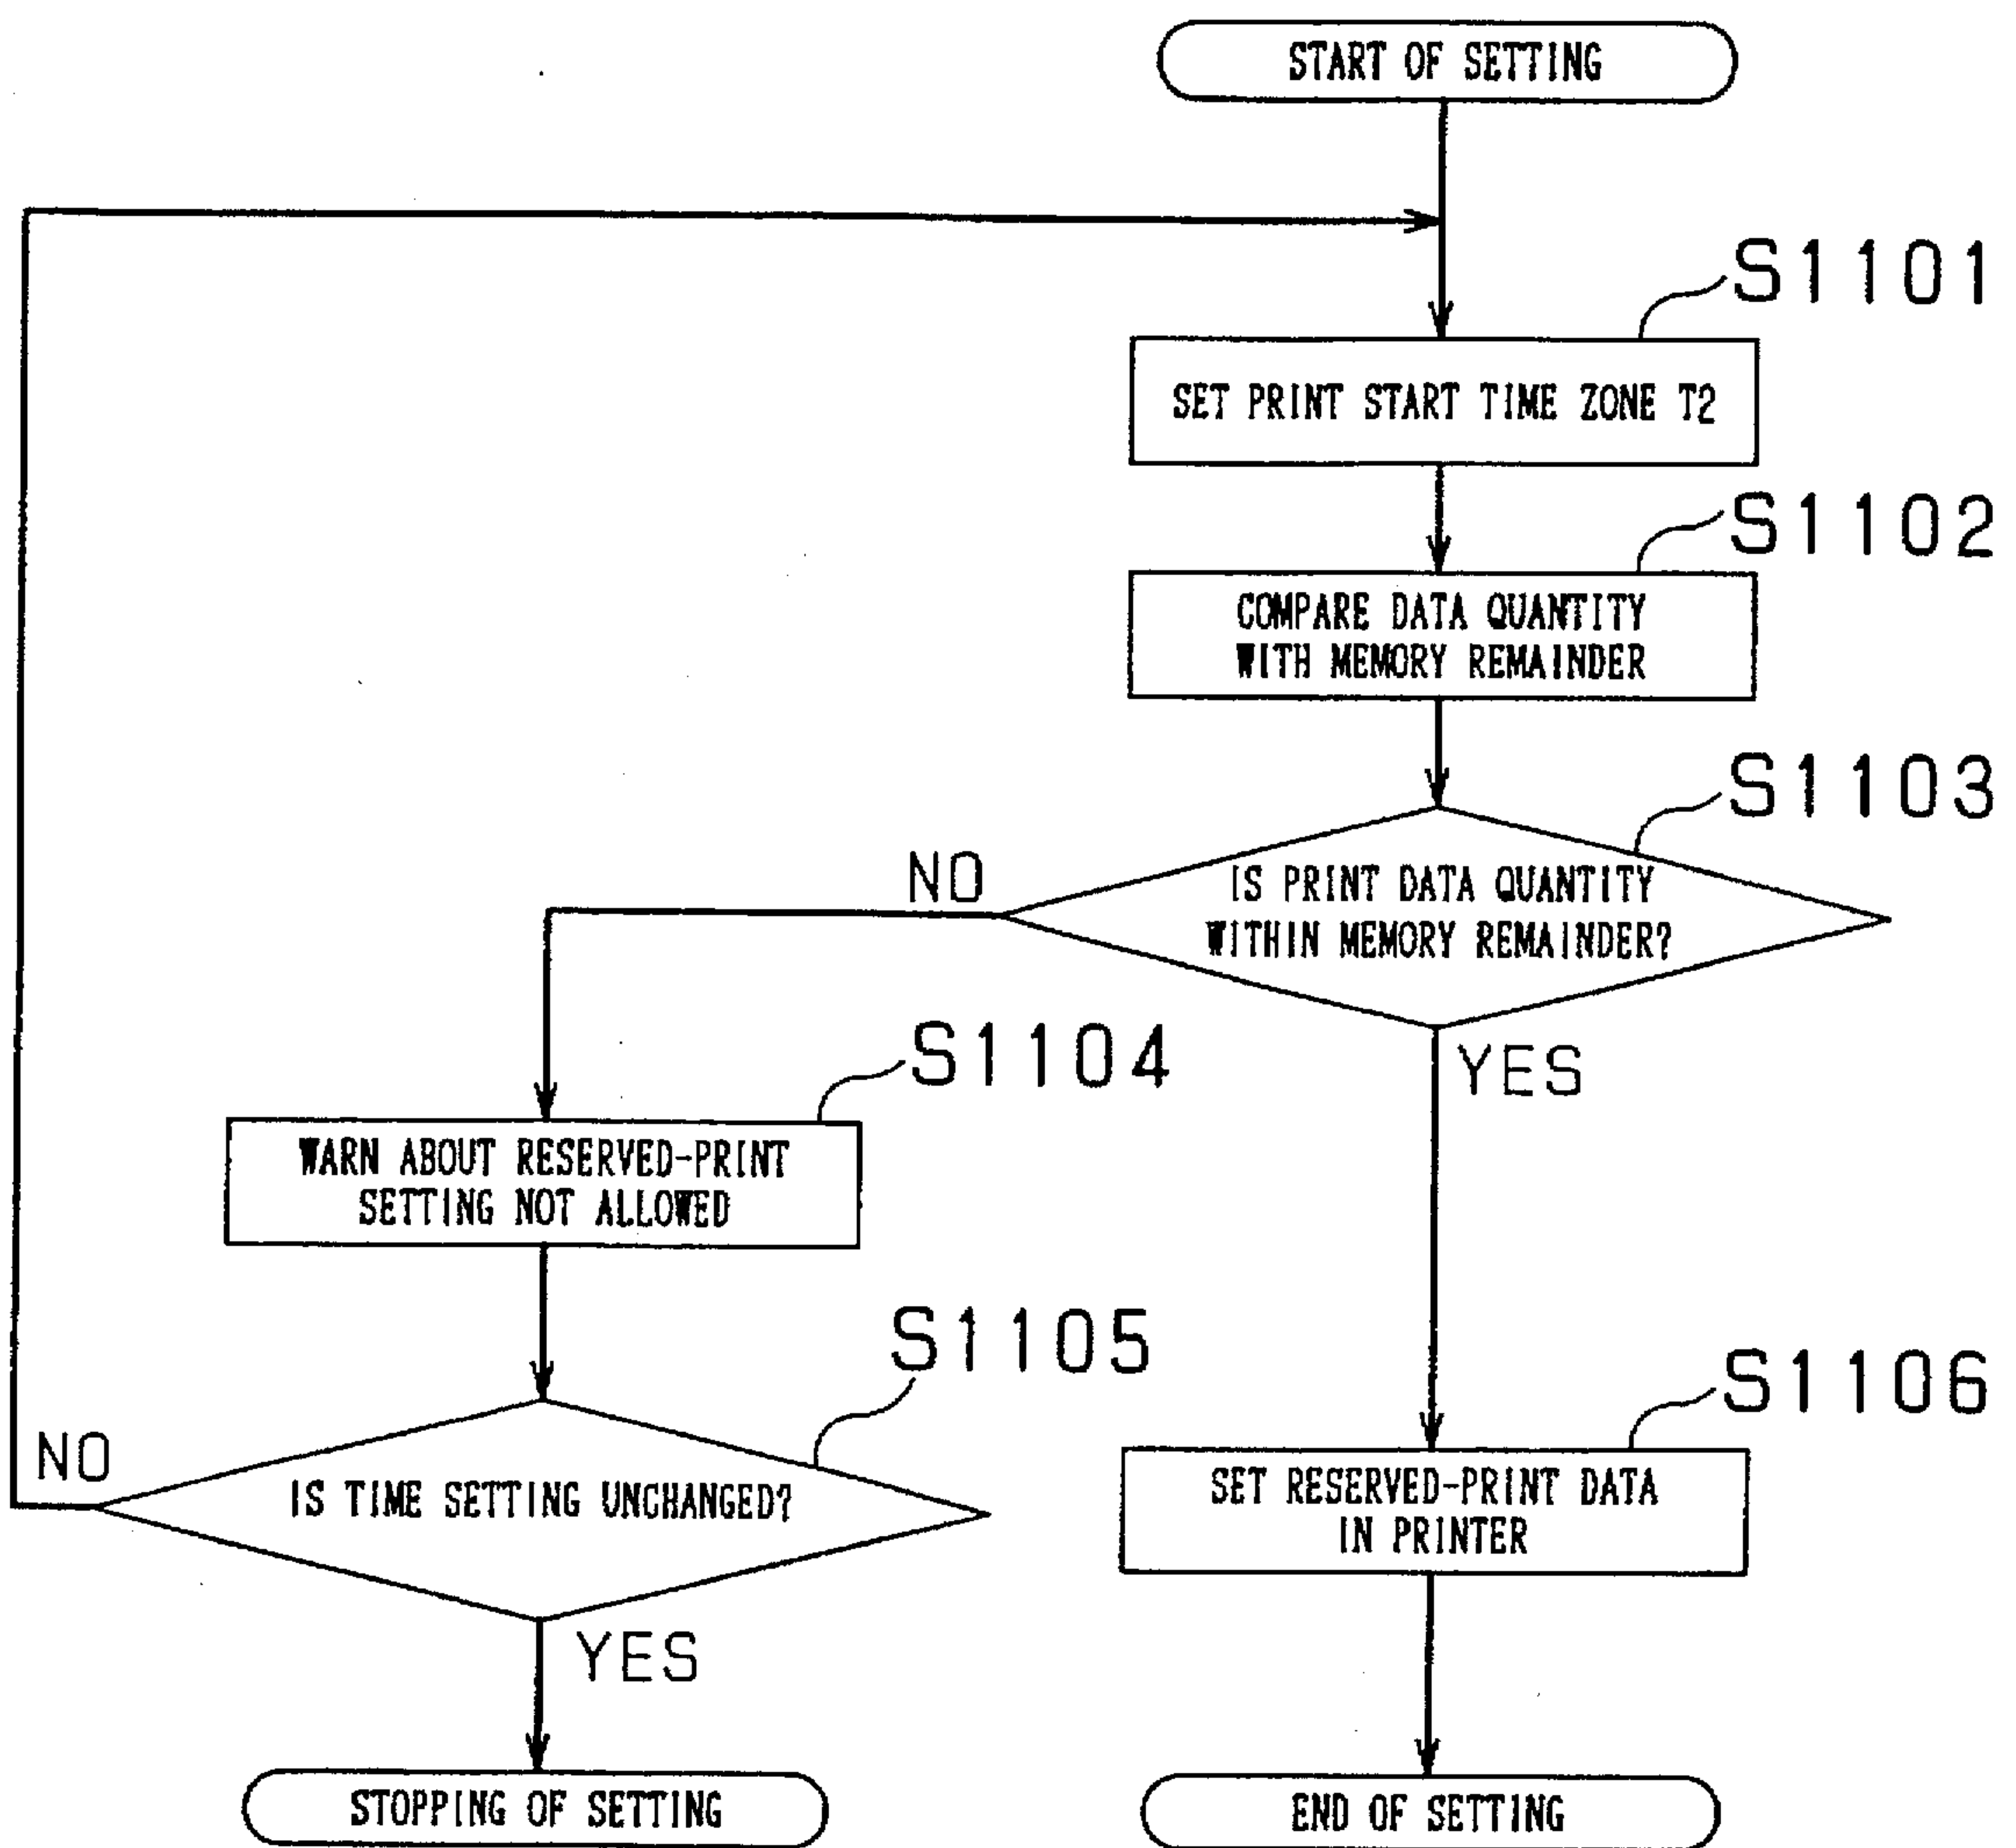 START OF SETTING
S1101
SET PRINT START TIME ZONE T2
S1102
COMPARE DATA QUANTITY
WITH MEMORY REMAINDER
S1103
NO
IS PRINT DATA QUANTITY
WITHIN MEMORY REMAINDER?
YES
S1104
WARN ABOUT RESERVED-PRINT
SETTING NOT ALLOWED
S1105
NO
IS TIME SETTING UNCHANGED?
YES
STOPPING OF SETTING
S1106
SET RESERVED-PRINT DATA
IN PRINTER
END OF SETTING